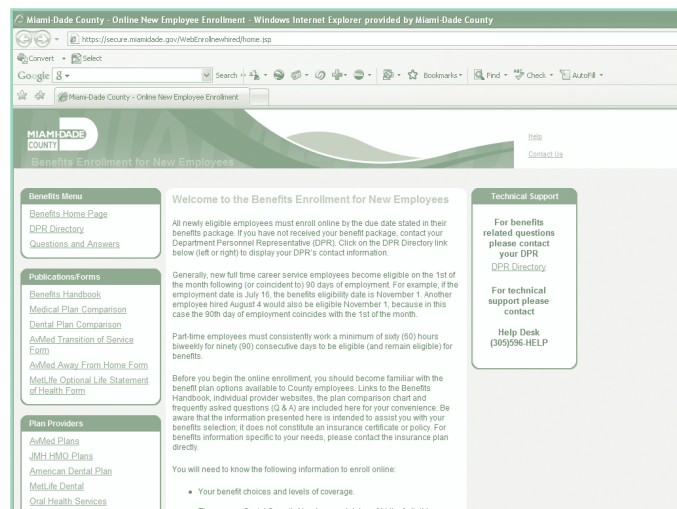 Miami-Dade County - Online New Employee Enrollment - Windows Internet Explorer provided by Miami-Dade County
https://secure.miamidade.gov/WebEnrollnewhired/home.jsp
Convert Select
Google Search Bookmarks Find Check AutoFill
Miami-Dade County - Online New Employee Enrollment
MIAMI-DADE
COUNTY
Benefits Enrollment for New Employees
Help
Contact Us
Benefits Menu
Benefits Home Page
DPR Directory
Questions and Answers
Publications/Forms
Benefits Handbook
Medical Plan Comparison
Dental Plan Comparison
AvMed Transition of Service
Form
AvMed Away From Home Form
MetLife Optional Life Statement
of Health Form
Plan Providers
AvMed Plans
JMH HMO Plans
American Dental Plan
MetLife Dental
Oral Health Services
Welcome to the Benefits Enrollment for New Employees
All newly eligible employees must enroll online by the due date stated in their
benefits package. If you have not received your benefit package, contact your
Department Personnel Representative (DPR). Click on the DPR Directory link
below (left or right) to display your DPR's contact information.
Generally, new full time career service employees become eligible on the 1st of
the month following (or coincident to) 90 days of employment. For example, if the
employment date is July 16, the benefits eligibility date is November 1. Another
employee hired August 4 would also be eligible November 1, because in this
case the 90th day of employment coincides with the 1st of the month.
Part-time employees must consistently work a minimum of sixty (60) hours
biweekly for ninety (90) consecutive days to be eligible (and remain eligible) for
benefits.
Before you begin the online enrollment, you should become familiar with the
benefit plan options available to County employees. Links to the Benefits
Handbook, individual provider websites, the plan comparison chart and
frequently asked questions (Q & A) are included here for your convenience. Be
aware that the information presented here is intended to assist you with your
benefits selection; it does not constitute an insurance certificate or policy. For
benefits information specific to your needs, please contact the insurance plan
directly.
You will need to know the following information to enroll online:
Your benefit choices and levels of coverage.
Technical Support
For benefits
related questions
please contact
your DPR
DPR Directory
For technical
support please
contact
Help Desk
(305)596-HELP